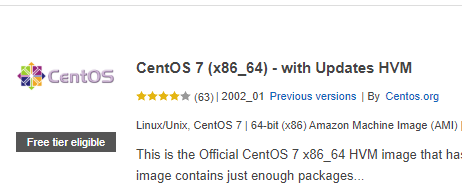 CentOS
CentOS 7 (x86_64) - with Updates HVM
(63) | 2002_01 Previous versions | By Centos.org
Linux/Unix, CentOS 7 | 64-bit (x86) Amazon Machine Image (AMI) |
Free tier eligible
This is the Official CentOS 7 x86_64 HVM image that has
image contains just enough packages...